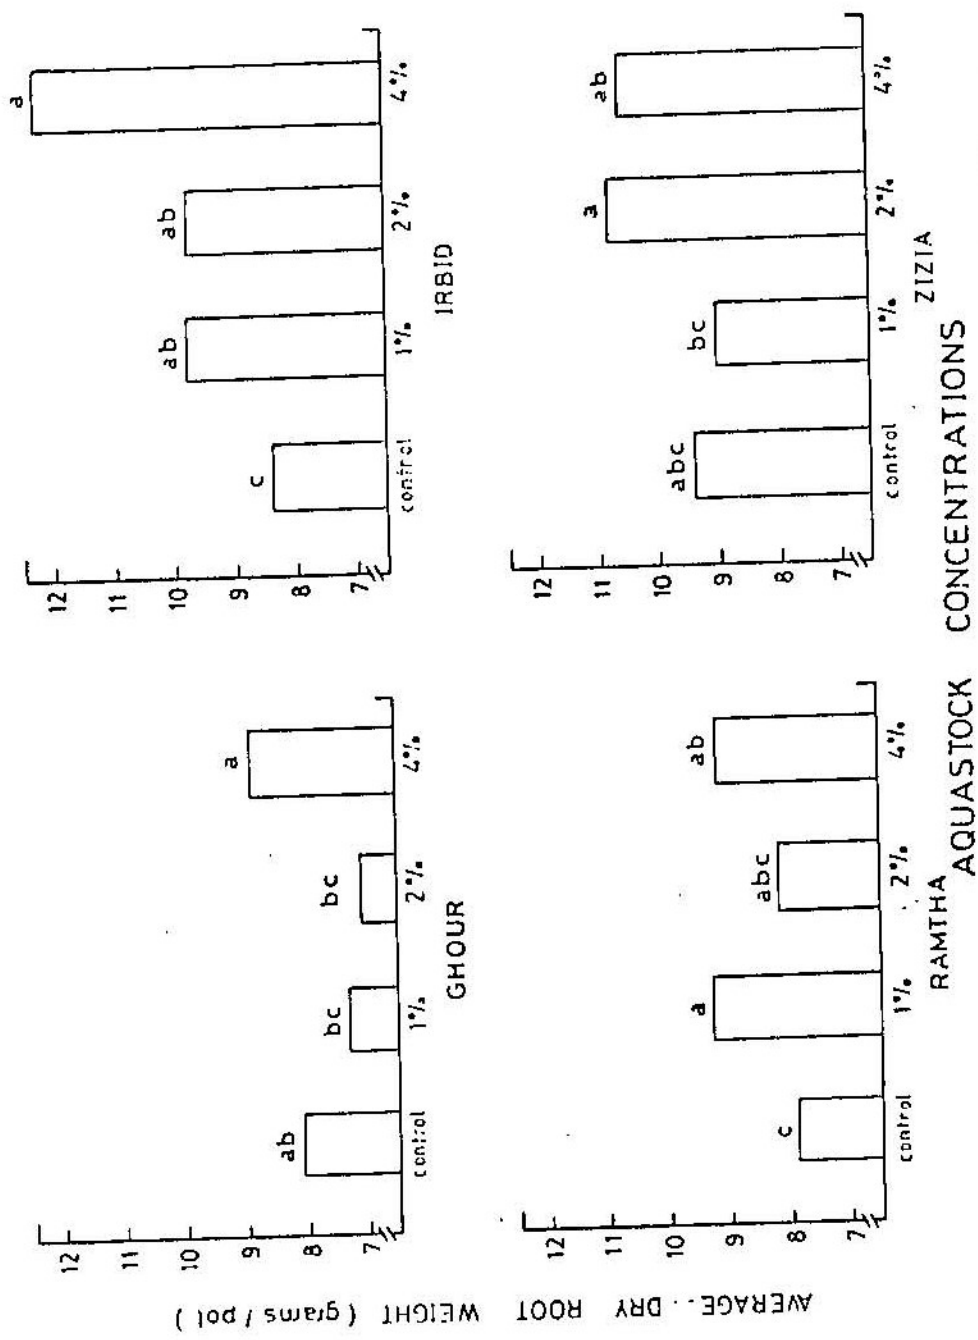 AVERAGE.. DRY ROOT WEIGHT (grams / pot)
12
11
10
9
8
7
ab
bc
bc
a
control 1% 2% 4%
GHOUR
12
11
10
9
8
7
c
ab
ab
a
control 1% 2% 4%
IRBID
12
11
10
9
8
7
c
a
abc
ab
control 1% 2% 4%
RAMTHA
12
11
10
9
8
7
abc
bc
a
ab
control 1% 2% 4%
ZIZIA
AQUASTOCK CONCENTRATIONS